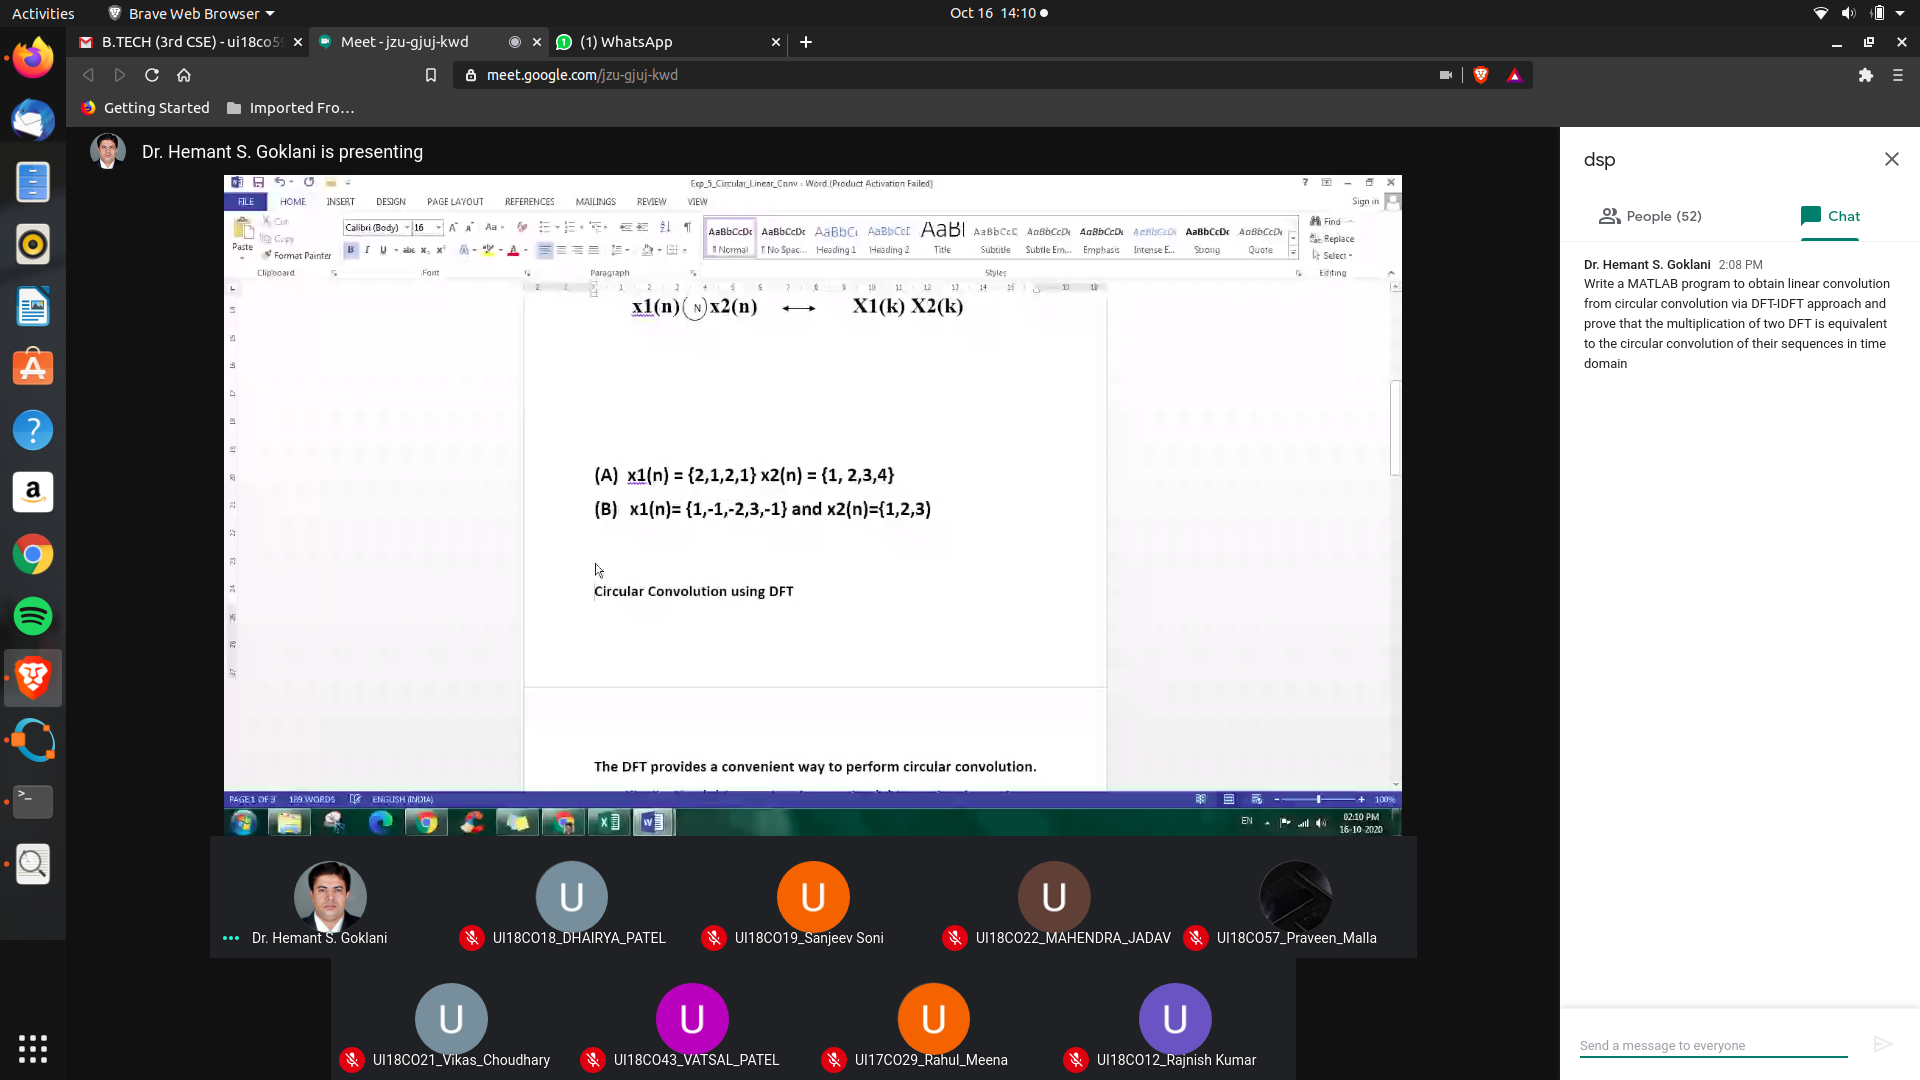 Activities
Brave Web Browser
Oct 16 14:10
B.TECH (3rd CSE) - ui18co5
Meet - jzu-gjuj-kwd
(1) WhatsApp
meet.google.com/jzu-gjuj-kwd
Getting Started
Imported Fro…
Dr. Hemant S. Goklani is presenting
Exp_5_Circular_Linear_Conv - Word (Product Activation Failed)
FILE HOME INSERT DESIGN PAGE LAYOUT REFERENCES MAILINGS REVIEW VIEW
Sign in
Paste
Cut
Copy
Format Painter
Calibri (Body) 16
AaBbCcDc AaBbCcDc AaBbC AaBbCcD AaBl AaBbCcC AaBbCcDc AaBbCcDc AaBbCcDc AaBbCcDc AaBbCcDc
¶ Normal ¶ No Spac... Heading 1 Heading 2 Title Subtitle Subtle Em... Emphasis Intense E... Strong Quote
Find
Replace
Select
Clipboard Font Paragraph Styles Editing
x1(n) N x2(n) ⟷ X1(k) X2(k)
(A) x1(n) = {2,1,2,1} x2(n) = {1, 2,3,4}
(B) x1(n)= {1,-1,-2,3,-1} and x2(n)={1,2,3)
Circular Convolution using DFT
The DFT provides a convenient way to perform circular convolution.
PAGE 1 OF 3 189 WORDS ENGLISH (INDIA)
100%
EN
02:10 PM
16-10-2020
Dr. Hemant S. Goklani
UI18CO18_DHAIRYA_PATEL
UI18CO19_Sanjeev Soni
UI18CO22_MAHENDRA_JADAV
UI18CO57_Praveen_Malla
UI18CO21_Vikas_Choudhary
UI18CO43_VATSAL_PATEL
UI17CO29_Rahul_Meena
UI18CO12_Rajnish Kumar
U
U
U
U
U
U
U
dsp
People (52)
Chat
Dr. Hemant S. Goklani 2:08 PM
Write a MATLAB program to obtain linear convolution
from circular convolution via DFT-IDFT approach and
prove that the multiplication of two DFT is equivalent
to the circular convolution of their sequences in time
domain
Send a message to everyone